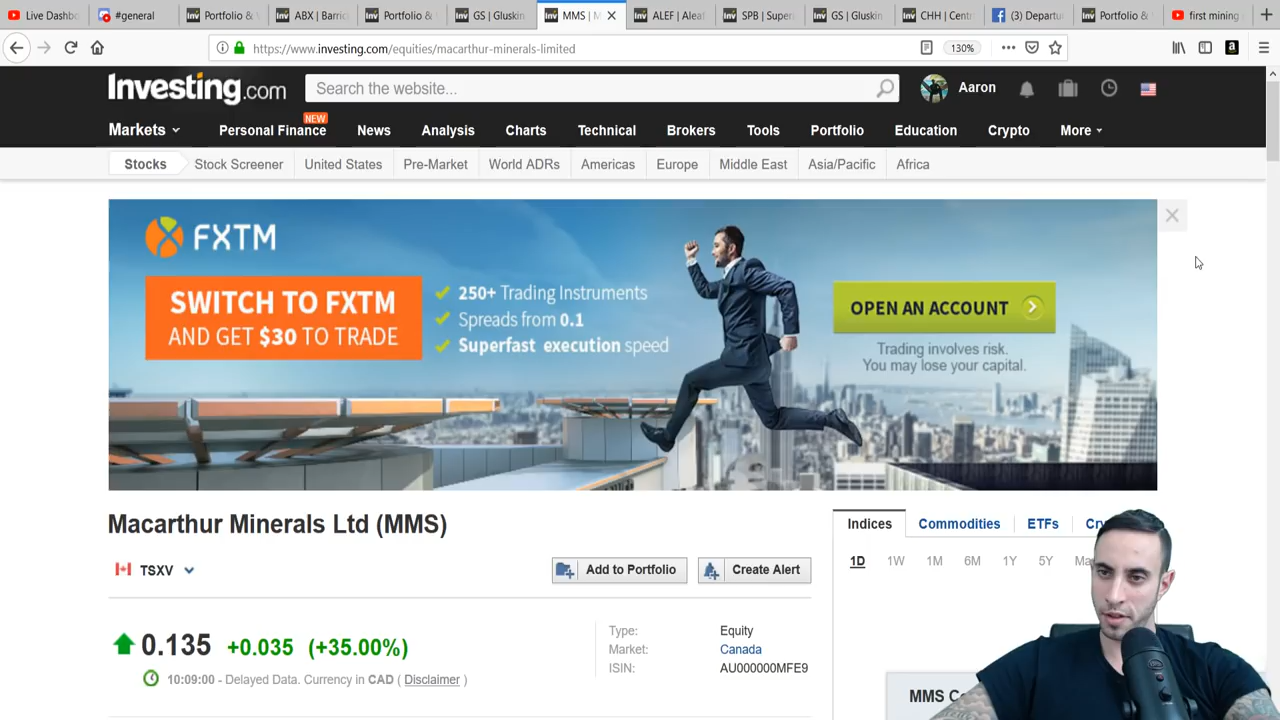 Live Dashb
#general
Portfolio &
ABX | Barric
Portfolio &
GS | Gluskin
MMS | M
ALEF | Aleaf
SPB | Super
GS | Gluskin
CHH | Centr
(3) Departu
Portfolio &
first mining
https://www.investing.com/equities/macarthur-minerals-limited
130%
Investing.com
Search the website...
Aaron
NEW
Markets Personal Finance News Analysis Charts Technical Brokers Tools Portfolio Education Crypto More
Stocks Stock Screener United States Pre-Market World ADRs Americas Europe Middle East Asia/Pacific Africa
FXTM
SWITCH TO FXTM
AND GET $30 TO TRADE
250+ Trading Instruments
Spreads from 0.1
Superfast execution speed
OPEN AN ACCOUNT
Trading involves risk.
You may lose your capital.
Macarthur Minerals Ltd (MMS)
TSXV
Add to Portfolio
Create Alert
0.135 +0.035 (+35.00%)
10:09:00 - Delayed Data. Currency in CAD ( Disclaimer )
Type: Equity
Market: Canada
ISIN: AU000000MFE9
Indices Commodities ETFs Cry
1D 1W 1M 6M 1Y 5Y Ma
MMS Co